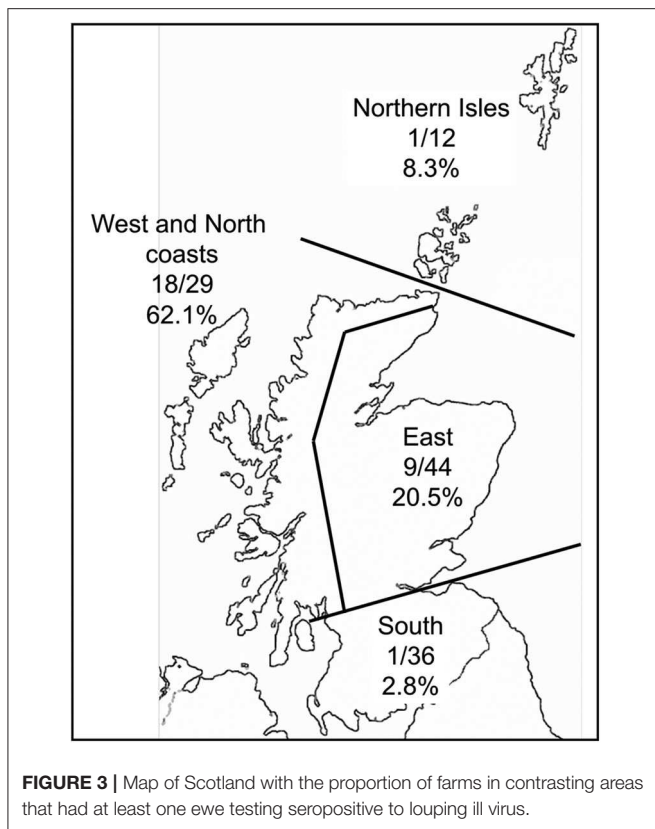 Northern Isles
1/12
8.3%
West and North
coasts
18/29
62.1%
East
9/44
20.5%
South
1/36
2.8%
FIGURE 3 | Map of Scotland with the proportion of farms in contrasting areas
that had at least one ewe testing seropositive to louping ill virus.